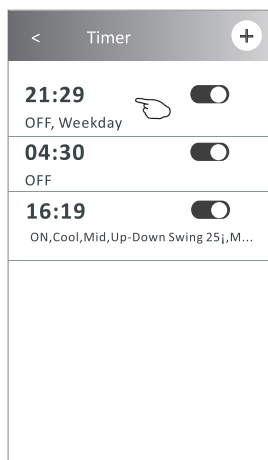 < Timer +
21:29
OFF, Weekday
04:30
OFF
16:19
ON,Cool,Mid,Up-Down Swing 25¡,M...